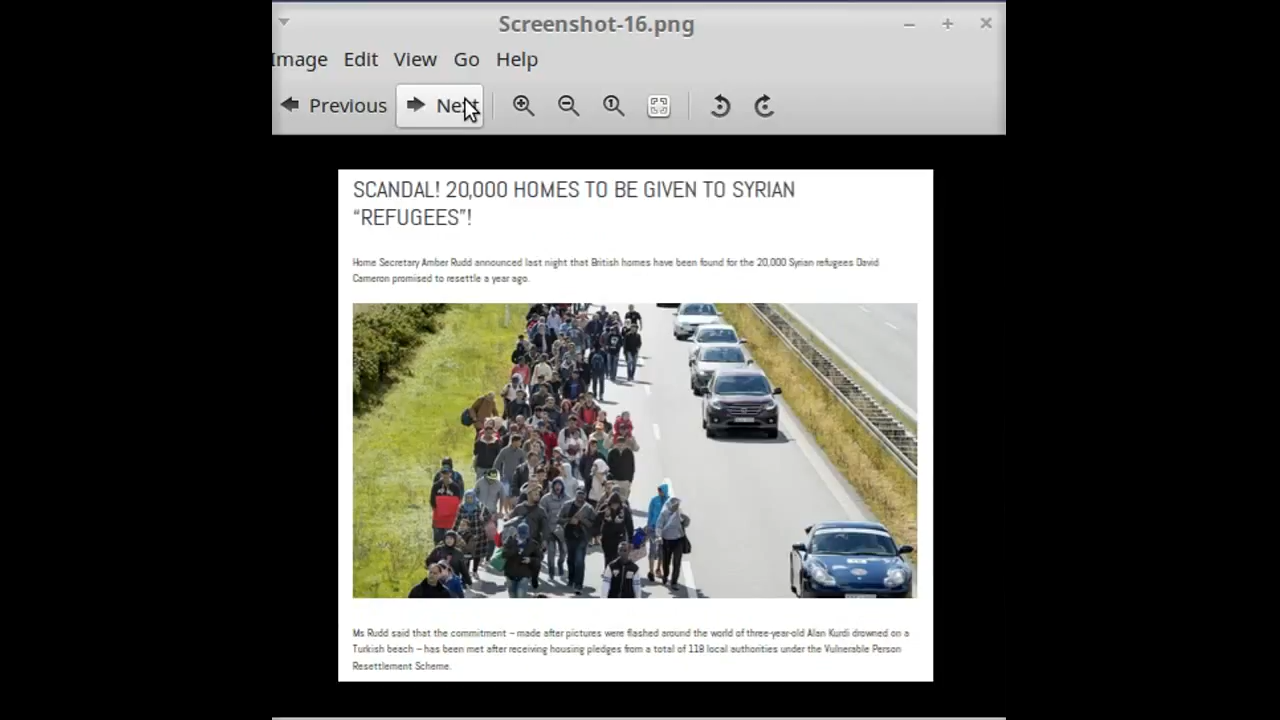 Screenshot-16.png
Image Edit View Go Help
Previous Next
SCANDAL! 20,000 HOMES TO BE GIVEN TO SYRIAN
“REFUGEES”!
Home Secretary Amber Rudd announced last night that British homes have been found for the 20,000 Syrian refugees David
Cameron promised to resettle a year ago.
Ms Rudd said that the commitment – made after pictures were flashed around the world of three-year-old Alan Kurdi drowned on a
Turkish beach – has been met after receiving housing pledges from a total of 118 local authorities under the Vulnerable Person
Resettlement Scheme.